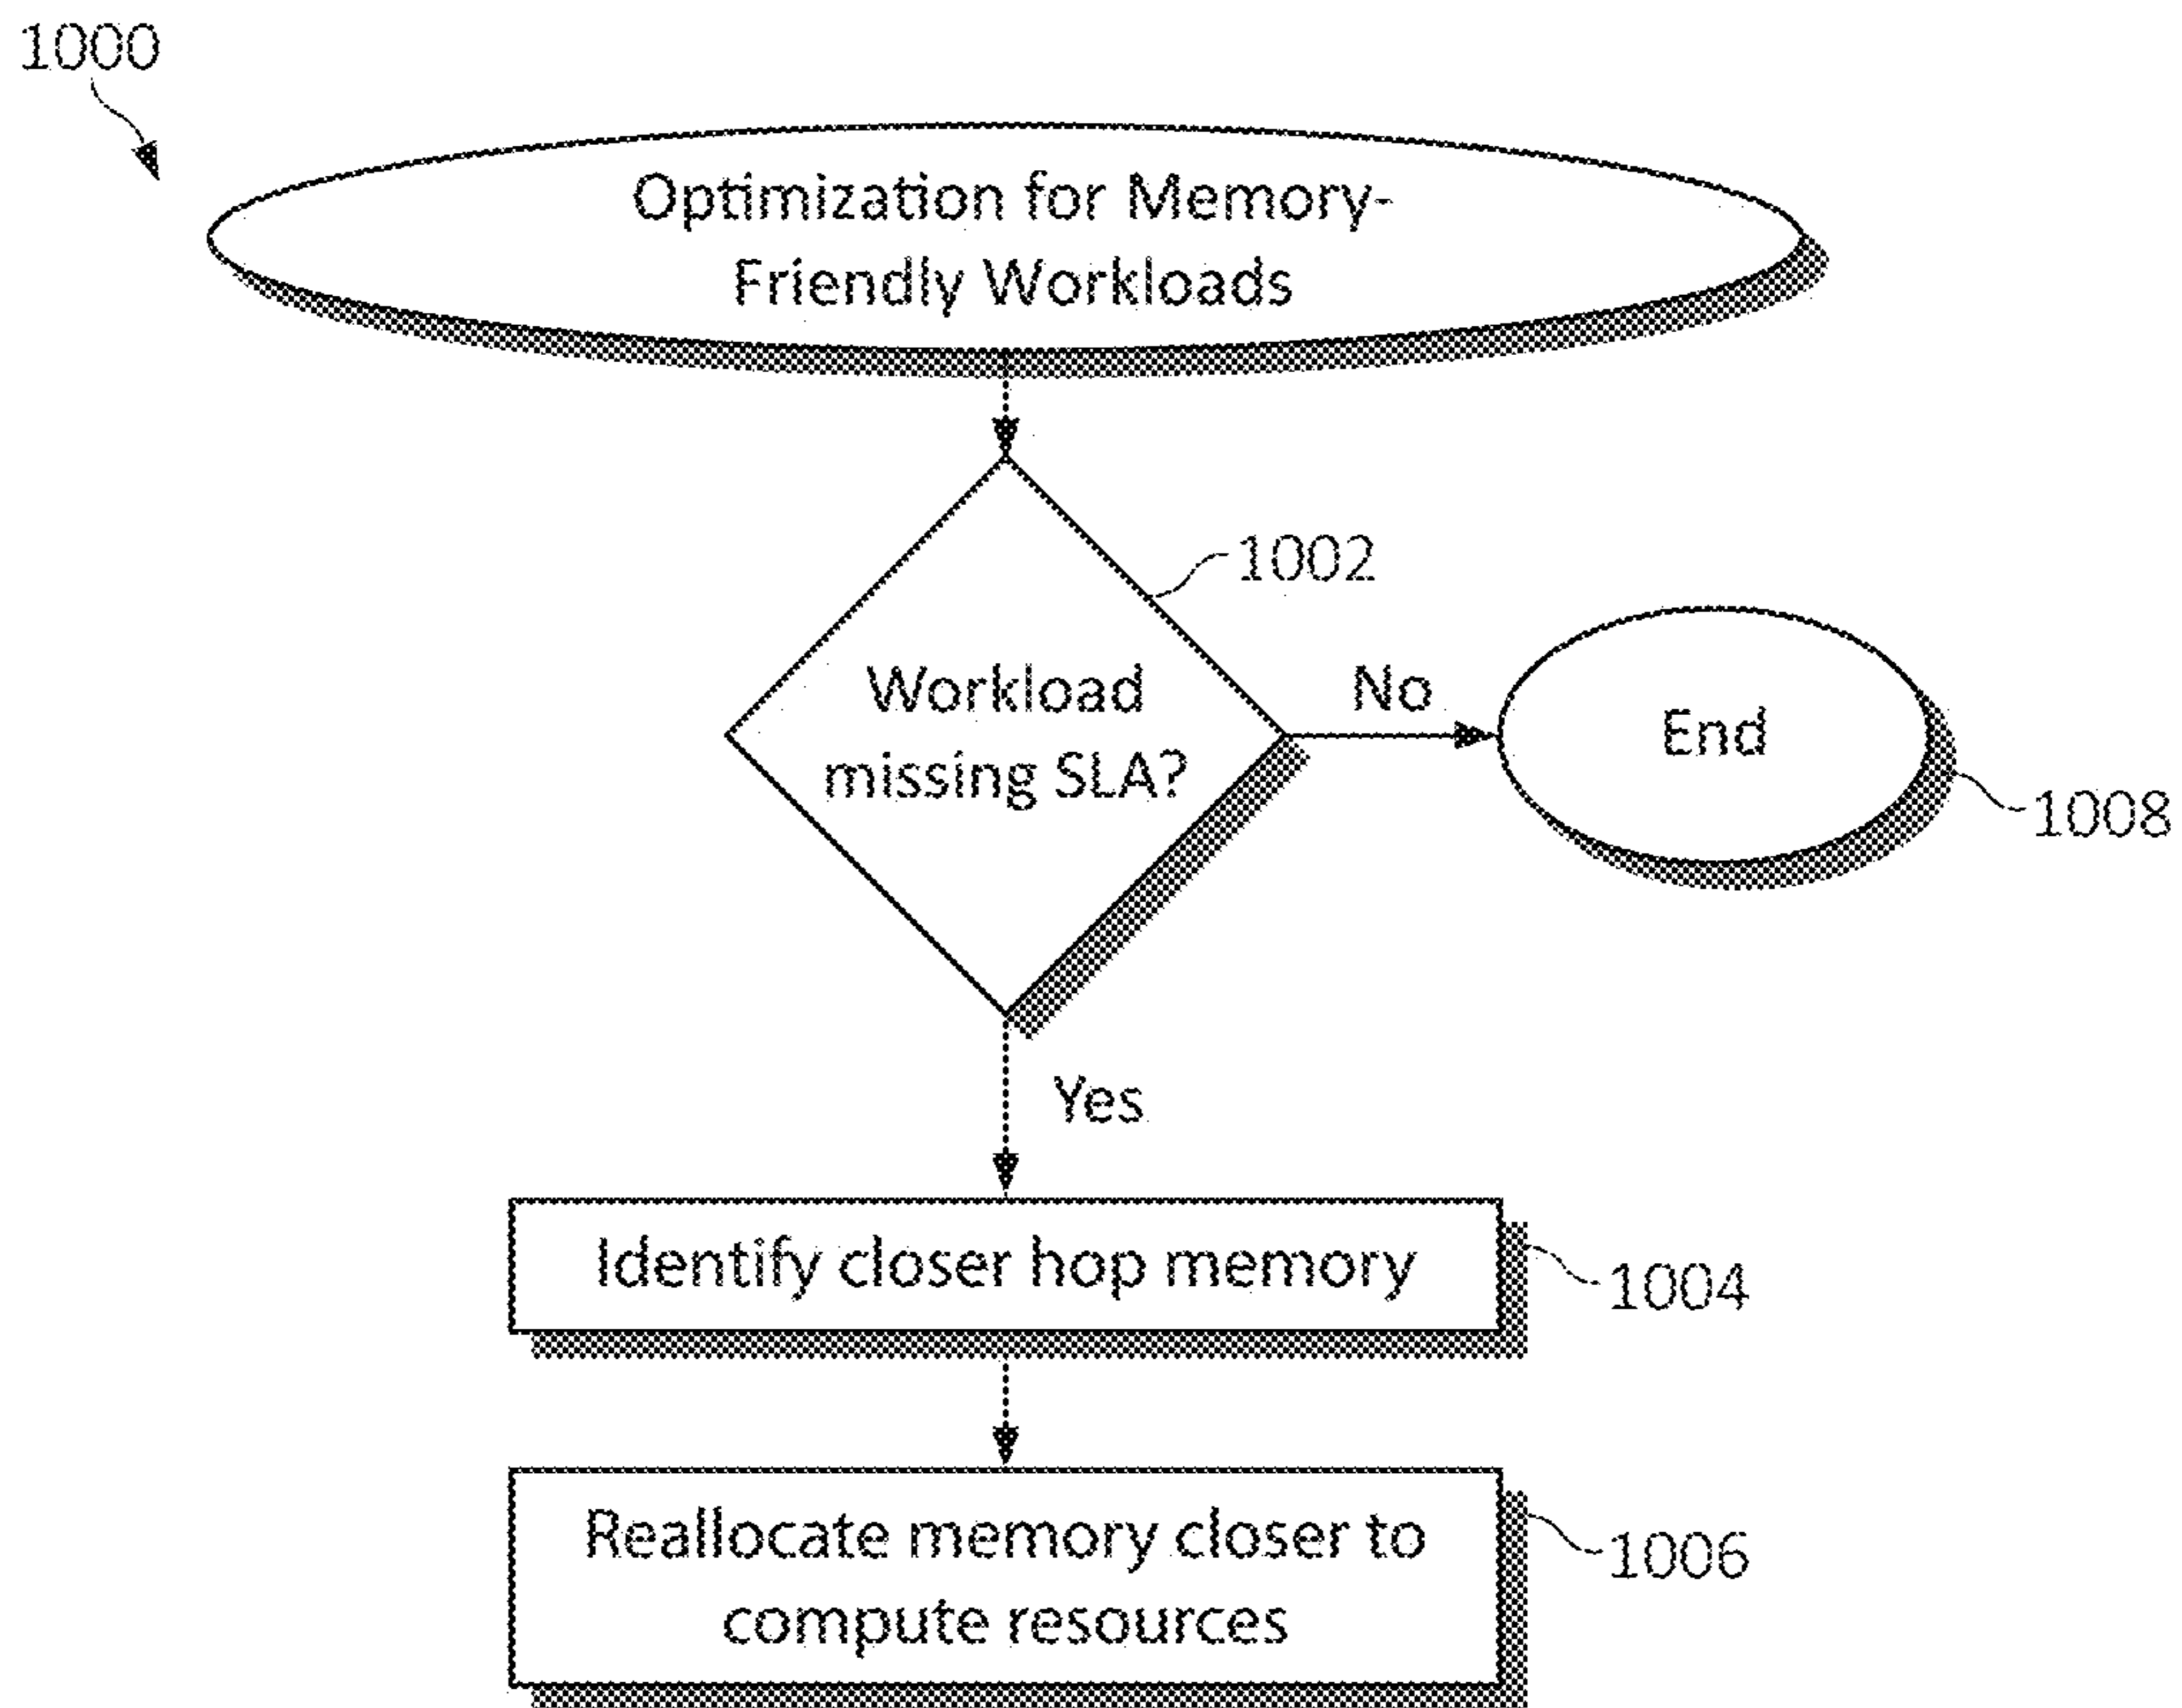 1000
Optimization for Memory-
Friendly Workloads
1002
Workload
missing SLA?
No
End
1008
Yes
Identify closer hop memory
1004
Reallocate memory closer to
compute resources
1006